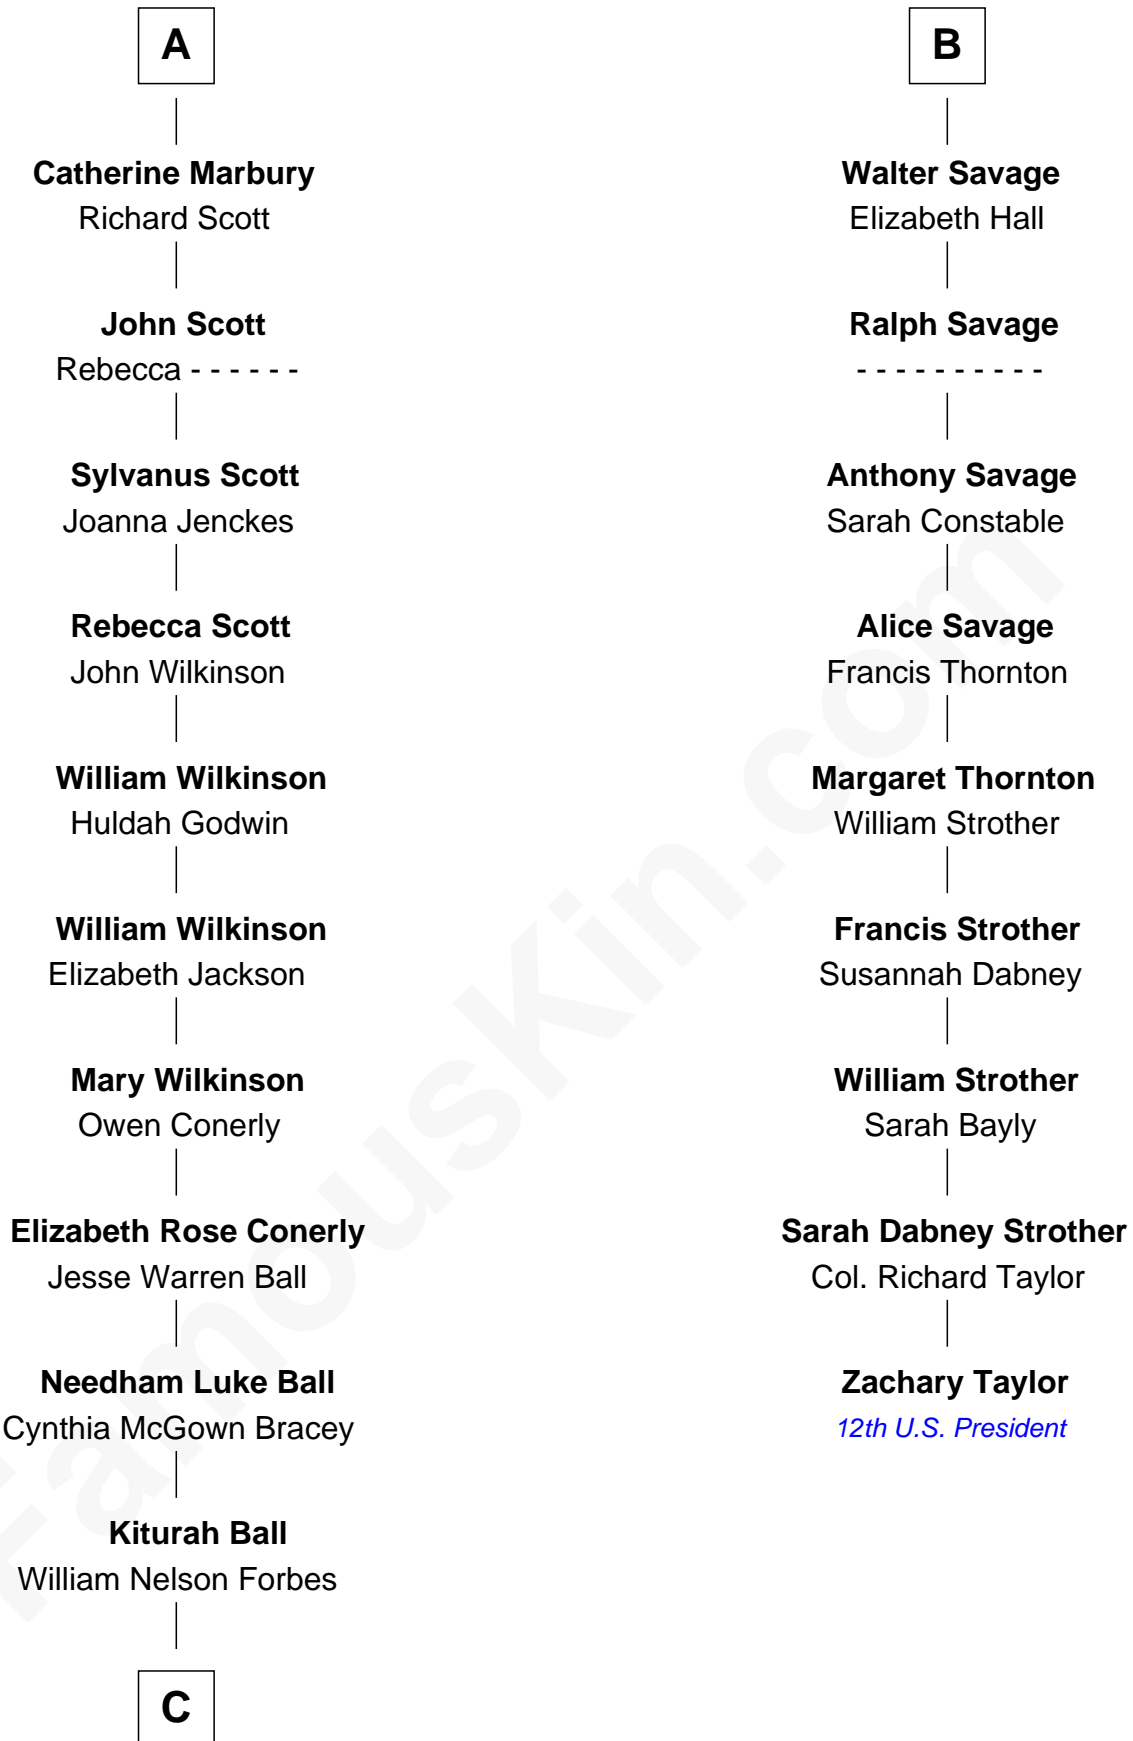 A
Catherine Marbury
Richard Scott
John Scott
Rebecca - - - - - -
Sylvanus Scott
Joanna Jenckes
Rebecca Scott
John Wilkinson
William Wilkinson
Huldah Godwin
William Wilkinson
Elizabeth Jackson
Mary Wilkinson
Owen Conerly
Elizabeth Rose Conerly
Jesse Warren Ball
Needham Luke Ball
Cynthia McGown Bracey
Kiturah Ball
William Nelson Forbes
C
B
Walter Savage
Elizabeth Hall
Ralph Savage
- - - - - - - - - -
Anthony Savage
Sarah Constable
Alice Savage
Francis Thornton
Margaret Thornton
William Strother
Francis Strother
Susannah Dabney
William Strother
Sarah Bayly
Sarah Dabney Strother
Col. Richard Taylor
Zachary Taylor
12th U.S. President
FamousKin.com